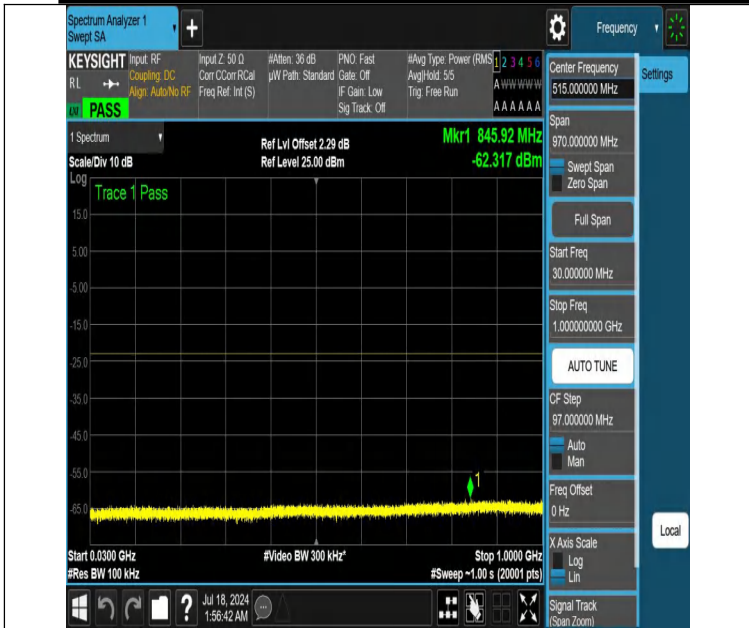 Spectrum Analyzer 1
Swept SA
Frequency
KEYSIGHT
RL
PASS
Input: RF
Coupling: DC
Align: Auto/No RF
Input Z: 50 Ω
Corr CCorr RCal
Freq Ref: Int (S)
#Atten: 36 dB
µW Path: Standard
PNO: Fast
Gate: Off
IF Gain: Low
Sig Track: Off
#Avg Type: Power (RMS
Avg|Hold: 5/5
Trig: Free Run
1 2 3 4 5 6
A W W W W W
A A A A A A
1 Spectrum
Scale/Div 10 dB
Log
Ref Lvl Offset 2.29 dB
Ref Level 25.00 dBm
Mkr1 845.92 MHz
-62.317 dBm
Trace 1 Pass
15.0
5.00
-5.00
-15.0
-25.0
-35.0
-45.0
-55.0
-65.0
1
Start 0.0300 GHz
#Res BW 100 kHz
#Video BW 300 kHz*
Stop 1.0000 GHz
#Sweep ~1.00 s (20001 pts)
Center Frequency
515.000000 MHz
Span
970.000000 MHz
Swept Span
Zero Span
Full Span
Start Freq
30.000000 MHz
Stop Freq
1.000000000 GHz
AUTO TUNE
CF Step
97.000000 MHz
Auto
Man
Freq Offset
0 Hz
X Axis Scale
Log
Lin
Signal Track
(Span Zoom)
Settings
Local
?
Jul 18, 2024
1:56:42 AM